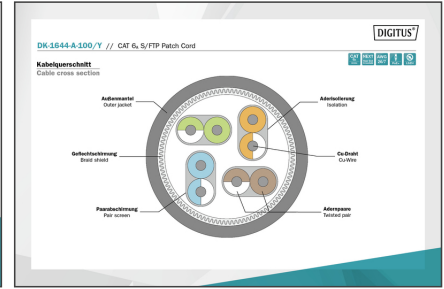 DIGITUS®
DK-1644-A-100/Y // CAT 6A S/FTP Patch Cord
Kabelquerschnitt
Cable cross section
Außenmantel
Outer jacket
Aderisolierung
Isolation
Geflechtschirmung
Braid shield
Cu-Draht
Cu-Wire
Paarabschirmung
Pair screen
Adernpaare
Twisted pair